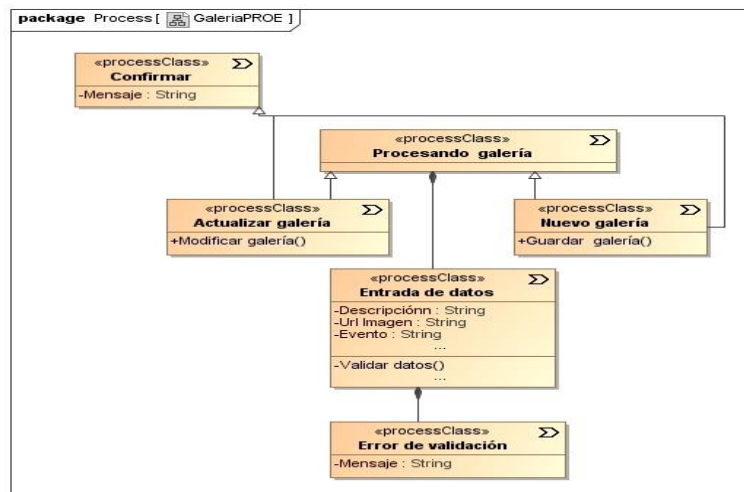 package Process [ GaleriaPROE ]
«processClass»
Confirmar
-Mensaje : String
«processClass»
Procesando galería
«processClass»
Actualizar galería
+Modificar galería()
«processClass»
Nuevo galería
+Guardar galería()
«processClass»
Entrada de datos
-Descripciónn : String
-Url Imagen : String
-Evento : String
...
-Validar datos()
...
«processClass»
Error de validación
-Mensaje : String